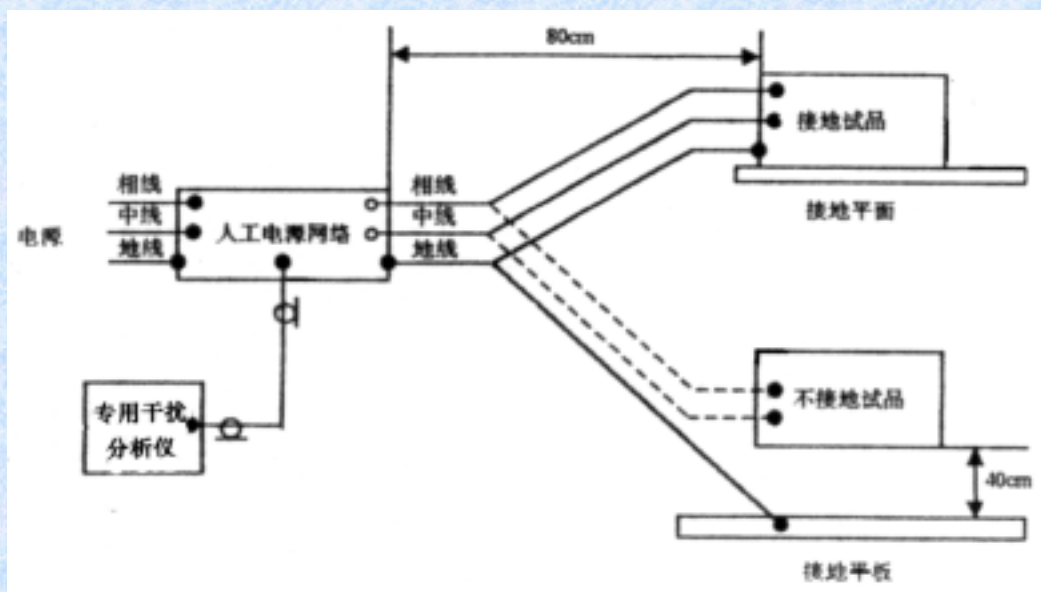 80cm
接地试品
接地平面
相线
中线
地线
电源
人工电源网络
相线
中线
地线
专用干扰
分析仪
不接地试品
40cm
接地平板